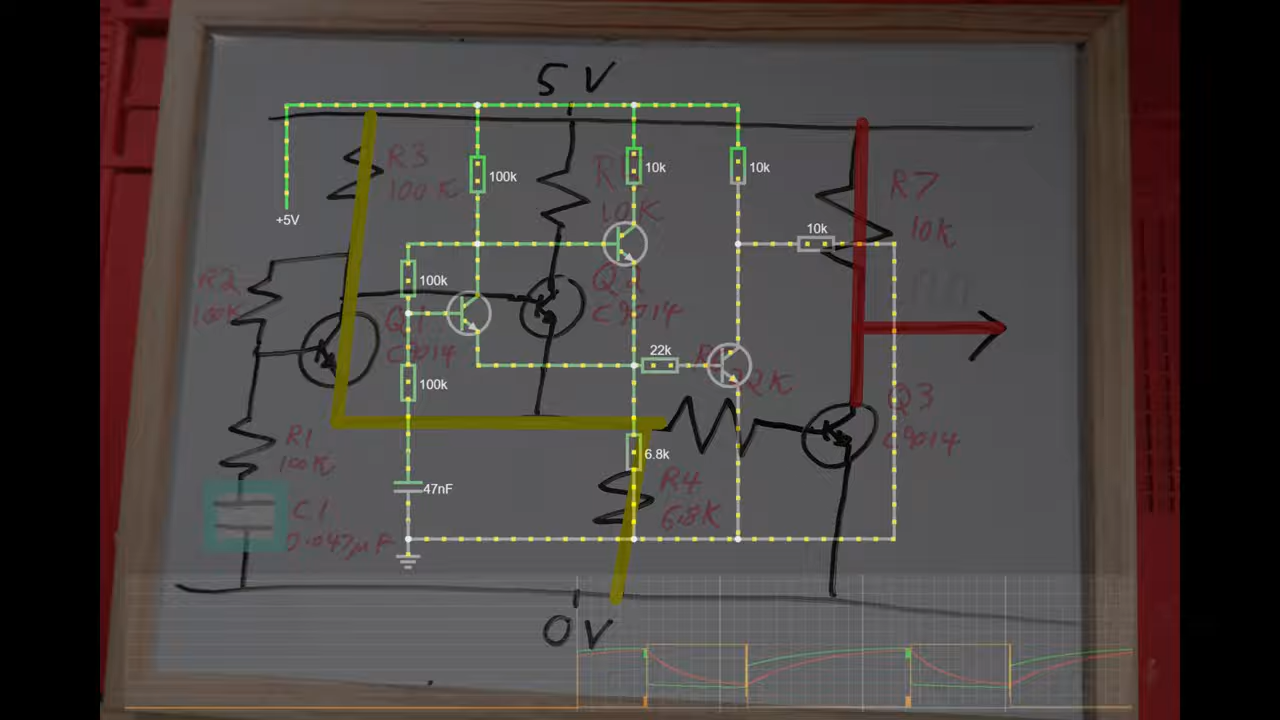 5V
R3
100K
100k
10k
10k
R7
10K
+5V
10K
10k
R2
100k
Q2
C9014
Q1
C9014
22k
22K
100k
Q3
C9014
R1
100K
6.8k
R4
6.8K
47nF
C1
0.047µF
0V